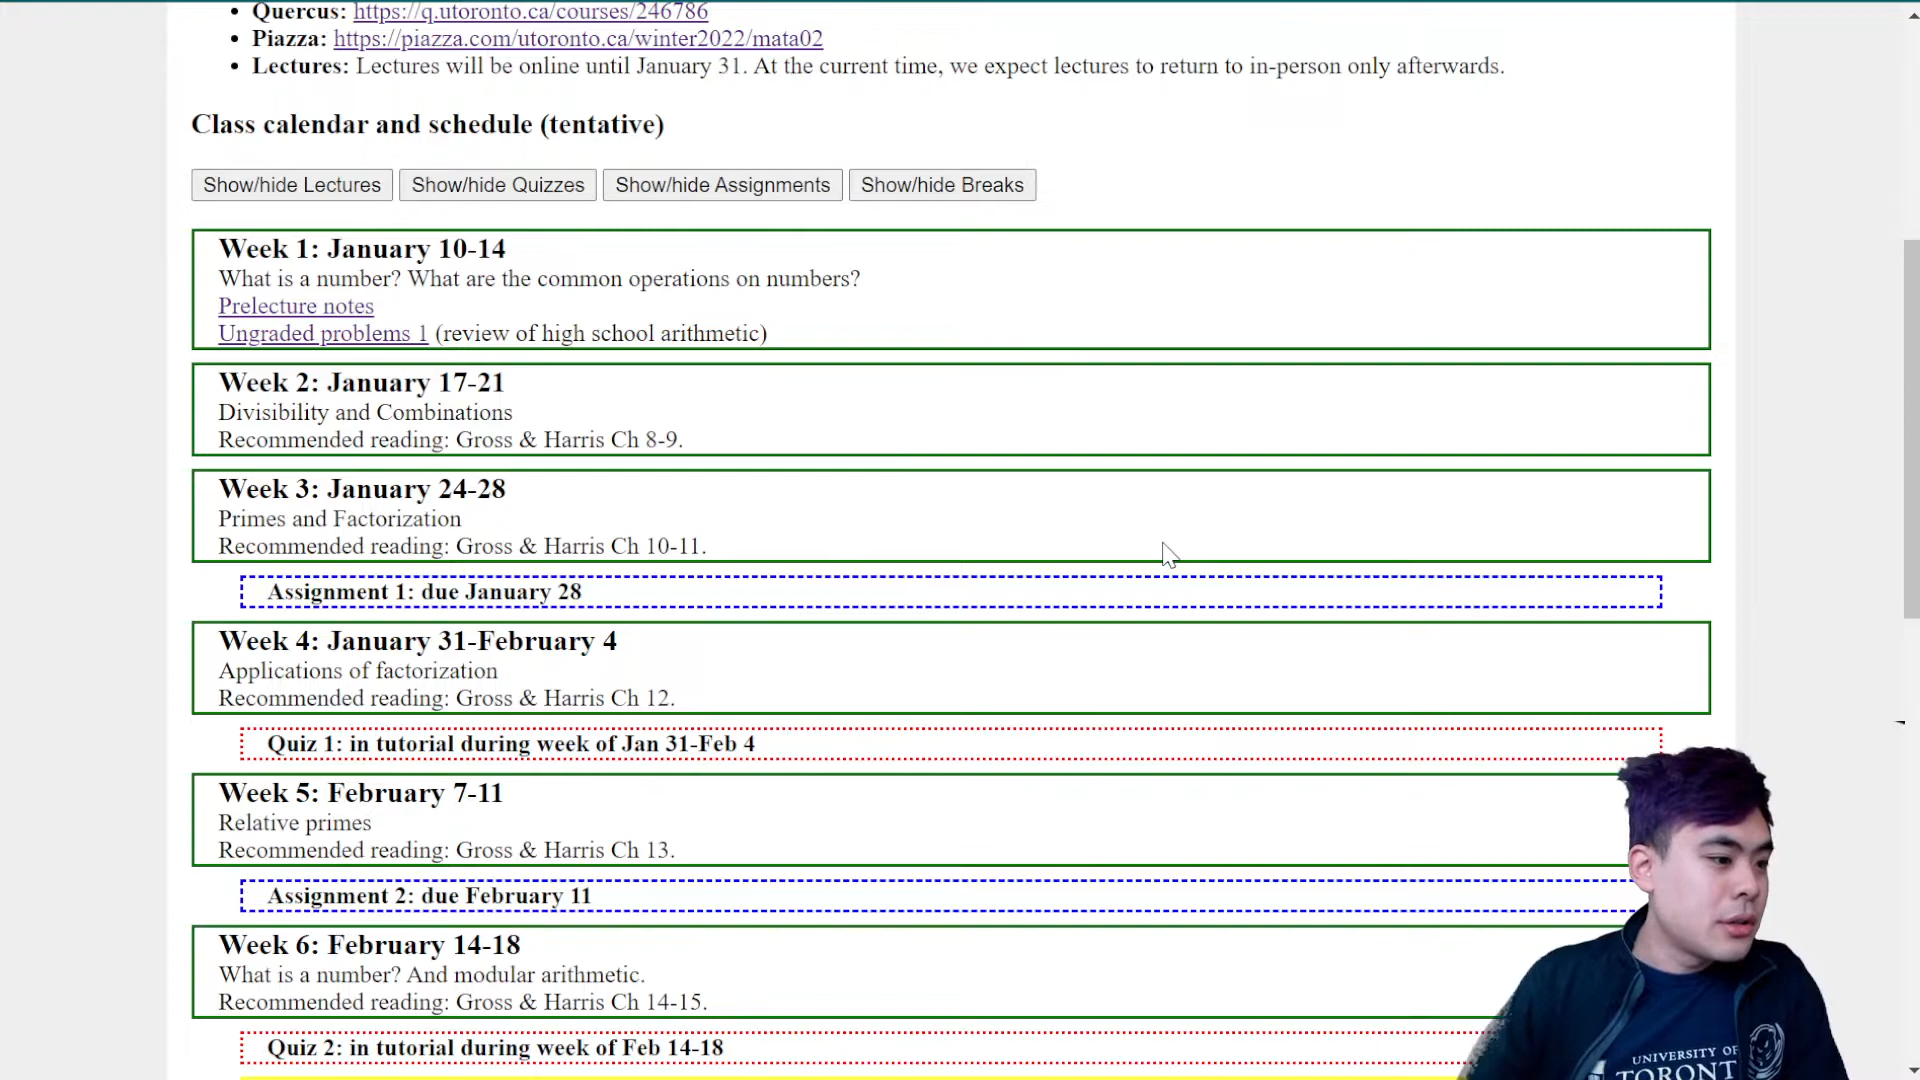 Quercus: https://q.utoronto.ca/courses/246786
Piazza: https://piazza.com/utoronto.ca/winter2022/mata02
Lectures: Lectures will be online until January 31. At the current time, we expect lectures to return to in-person only afterwards.
Class calendar and schedule (tentative)
Show/hide Lectures Show/hide Quizzes Show/hide Assignments Show/hide Breaks
Week 1: January 10-14
What is a number? What are the common operations on numbers?
Prelecture notes
Ungraded problems 1 (review of high school arithmetic)
Week 2: January 17-21
Divisibility and Combinations
Recommended reading: Gross & Harris Ch 8-9.
Week 3: January 24-28
Primes and Factorization
Recommended reading: Gross & Harris Ch 10-11.
Assignment 1: due January 28
Week 4: January 31-February 4
Applications of factorization
Recommended reading: Gross & Harris Ch 12.
Quiz 1: in tutorial during week of Jan 31-Feb 4
Week 5: February 7-11
Relative primes
Recommended reading: Gross & Harris Ch 13.
Assignment 2: due February 11
Week 6: February 14-18
What is a number? And modular arithmetic.
Recommended reading: Gross & Harris Ch 14-15.
Quiz 2: in tutorial during week of Feb 14-18
UNIVERSITY OF
TORONT